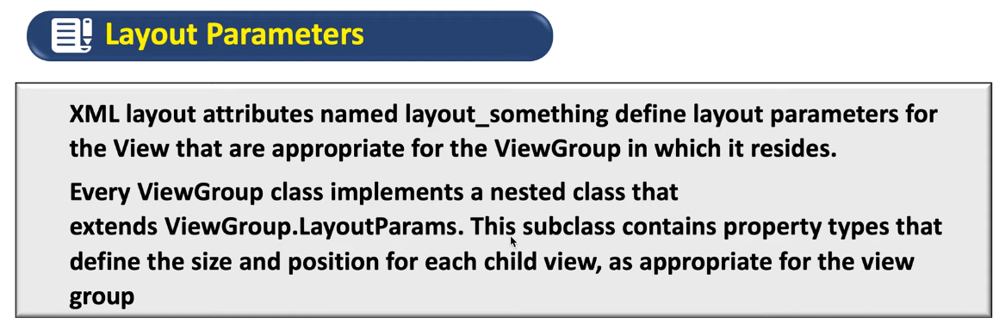 Layout Parameters
XML layout attributes named layout_something define layout parameters for
the View that are appropriate for the ViewGroup in which it resides.
Every ViewGroup class implements a nested class that
extends ViewGroup.LayoutParams. This subclass contains property types that
define the size and position for each child view, as appropriate for the view
group